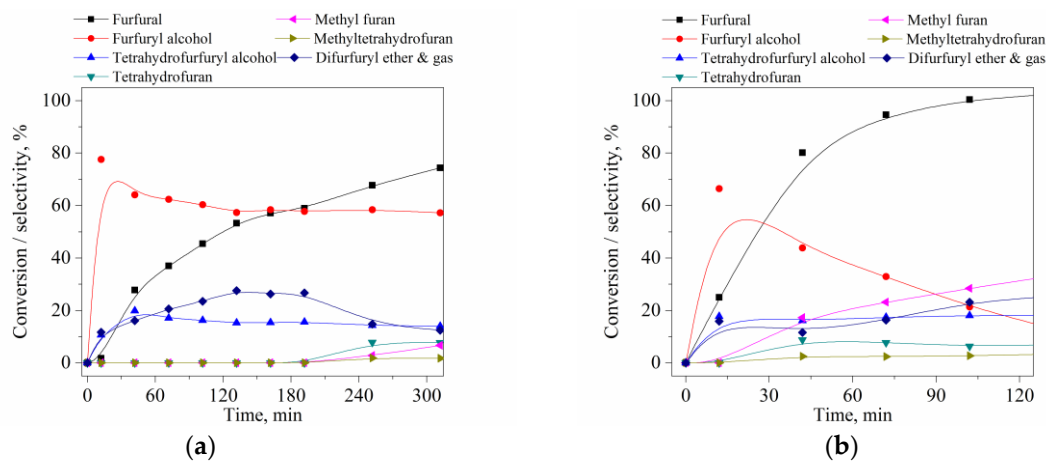 Furfural
Furfuryl alcohol
Tetrahydrofurfuryl alcohol
Tetrahydrofuran
Methyl furan
Methyltetrahydrofuran
Difurfuryl ether & gas
Conversion / selectivity, %
100
80
60
40
20
0
0 60 120 180 240 300
Time, min
(a)
Furfural
Furfuryl alcohol
Tetrahydrofurfuryl alcohol
Tetrahydrofuran
Methyl furan
Methyltetrahydrofuran
Difurfuryl ether & gas
Conversion / selectivity, %
100
80
60
40
20
0
0 30 60 90 120
Time, min
(b)